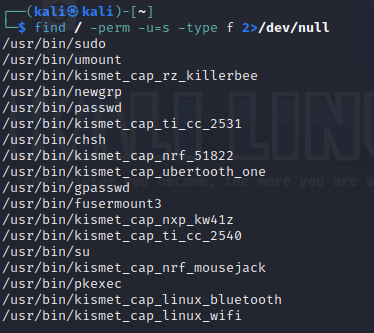 ┌──(kali㉿kali)-[~]
└─$ find / -perm -u=s -type f 2>/dev/null
/usr/bin/sudo
/usr/bin/umount
/usr/bin/kismet_cap_rz_killerbee
/usr/bin/newgrp
/usr/bin/passwd
/usr/bin/kismet_cap_ti_cc_2531
/usr/bin/chsh
/usr/bin/kismet_cap_nrf_51822
/usr/bin/kismet_cap_ubertooth_one
/usr/bin/gpasswd
/usr/bin/fusermount3
/usr/bin/kismet_cap_nxp_kw41z
/usr/bin/kismet_cap_ti_cc_2540
/usr/bin/su
/usr/bin/kismet_cap_nrf_mousejack
/usr/bin/pkexec
/usr/bin/kismet_cap_linux_bluetooth
/usr/bin/kismet_cap_linux_wifi